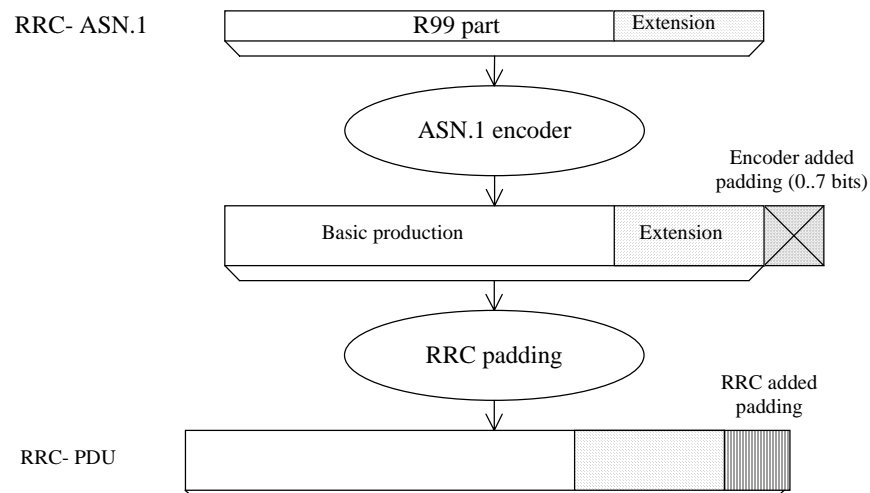 RRC- ASN.1
R99 part
Extension
ASN.1 encoder
Encoder added
padding (0..7 bits)
Basic production
Extension
RRC padding
RRC added
padding
RRC- PDU